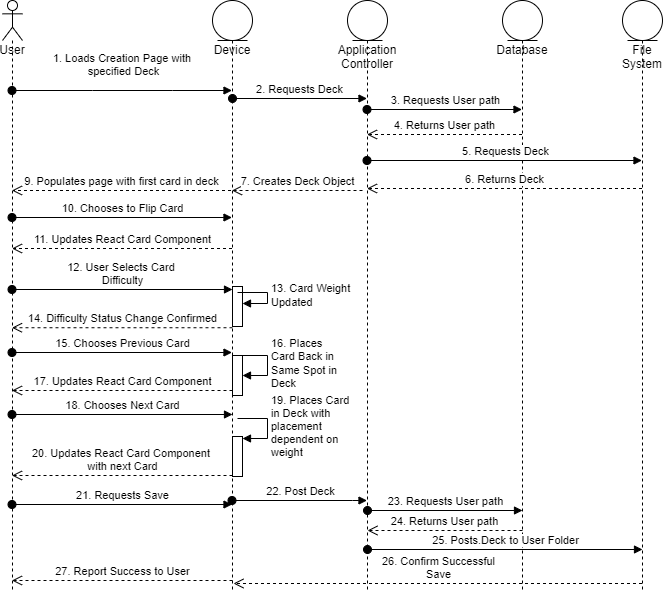 User
Device
Application
Controller
Database
File
System
1. Loads Creation Page with
specified Deck
2. Requests Deck
3. Requests User path
4. Returns User path
5. Requests Deck
6. Returns Deck
7. Creates Deck Object
9. Populates page with first card in deck
10. Chooses to Flip Card
11. Updates React Card Component
12. User Selects Card
Difficulty
13. Card Weight
Updated
14. Difficulty Status Change Confirmed
15. Chooses Previous Card
16. Places
Card Back in
Same Spot in
Deck
17. Updates React Card Component
18. Chooses Next Card
19. Places Card
in Deck with
placement
dependent on
weight
20. Updates React Card Component
with next Card
21. Requests Save
22. Post Deck
23. Requests User path
24. Returns User path
25. Posts Deck to User Folder
26. Confirm Successful
Save
27. Report Success to User